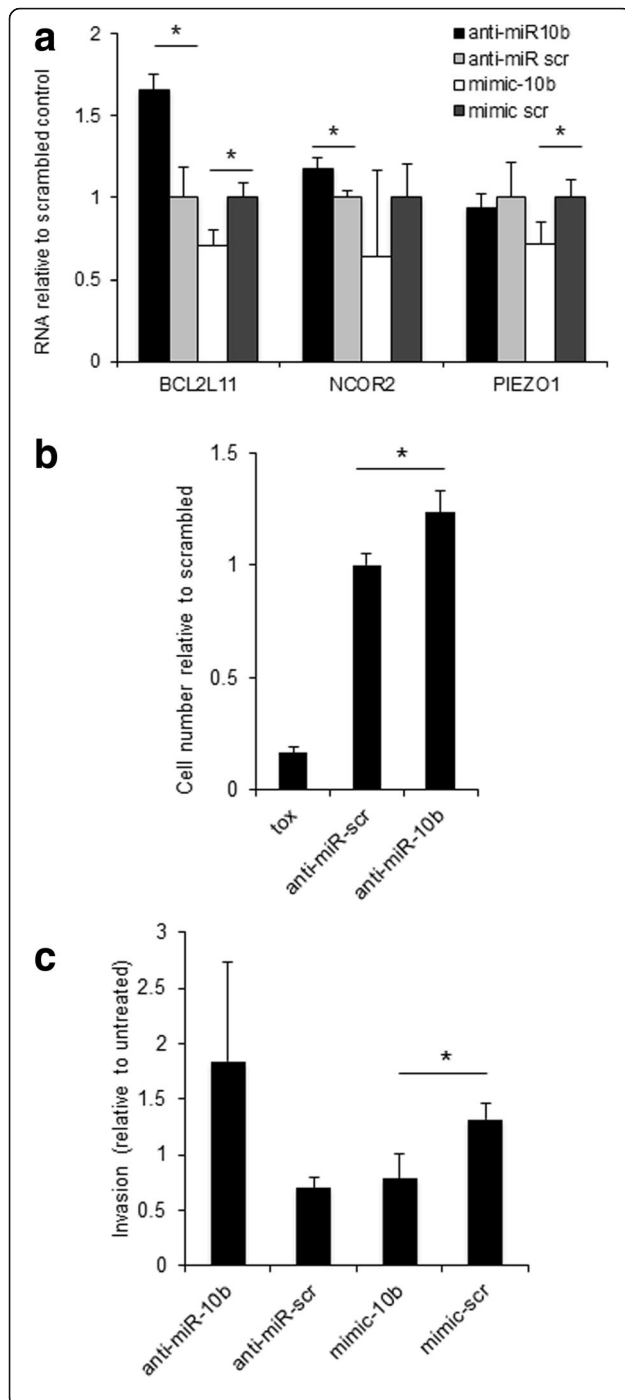 a
RNA relative to scrambled control
2
1.5
1
0.5
0
*
*
*
*
anti-miR10b
anti-miR scr
mimic-10b
mimic scr
BCL2L11
NCOR2
PIEZO1
b
Cell number relative to scrambled
1.5
1
0.5
0
*
tox
anti-miR-scr
anti-miR-10b
c
Invasion (relative to untreated)
3
2.5
2
1.5
1
0.5
0
*
anti-miR-10b
anti-miR-scr
mimic-10b
mimic-scr